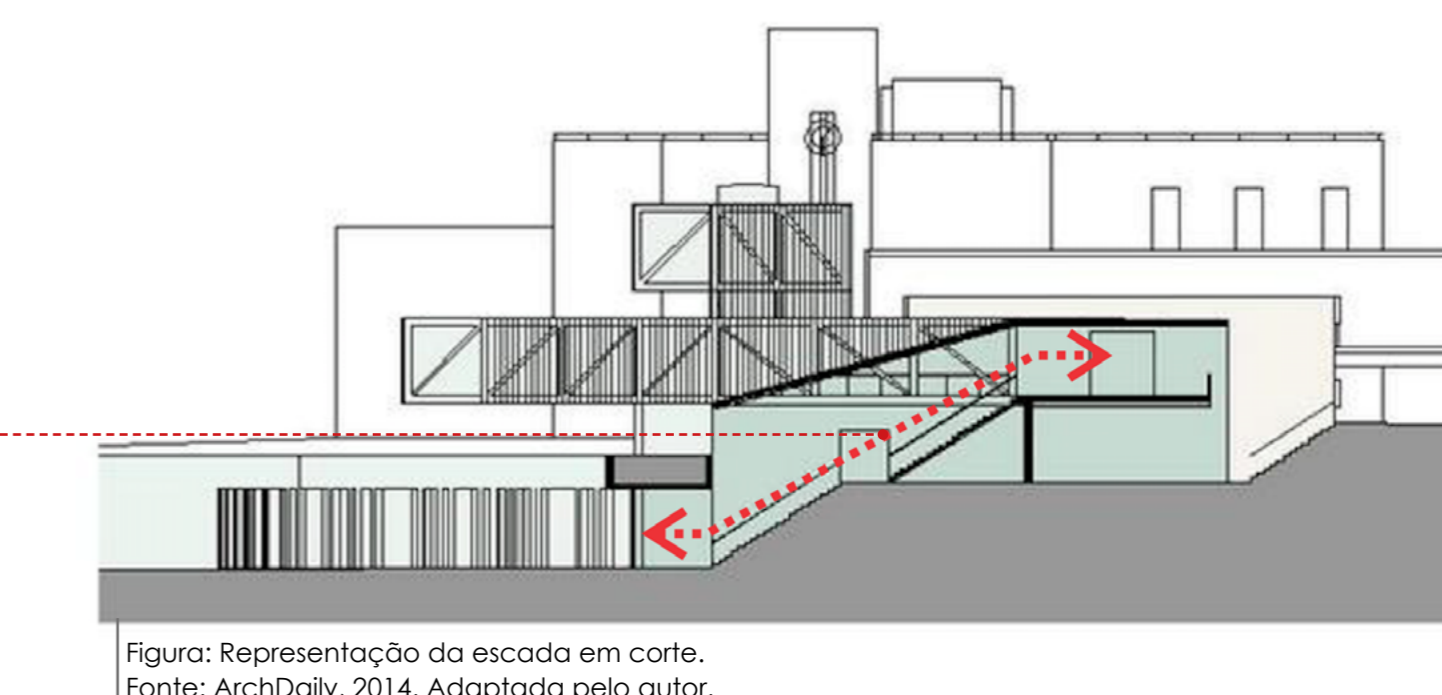 Figura: Representação da escada em corte.
Fonte: ArchDaily, 2014. Adaptada pelo autor.